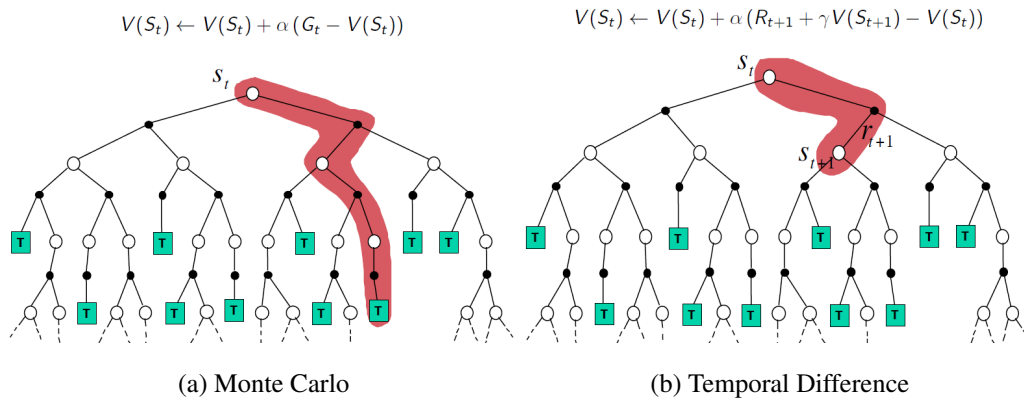 V(S_t) ← V(S_t) + α (G_t − V(S_t))
s_t
T T T T T
T T T T T
(a) Monte Carlo
V(S_t) ← V(S_t) + α (R_{t+1} + γV(S_{t+1}) − V(S_t))
s_t
r_{t+1}
s_{t+1}
T T T T T
T T T T T
(b) Temporal Difference